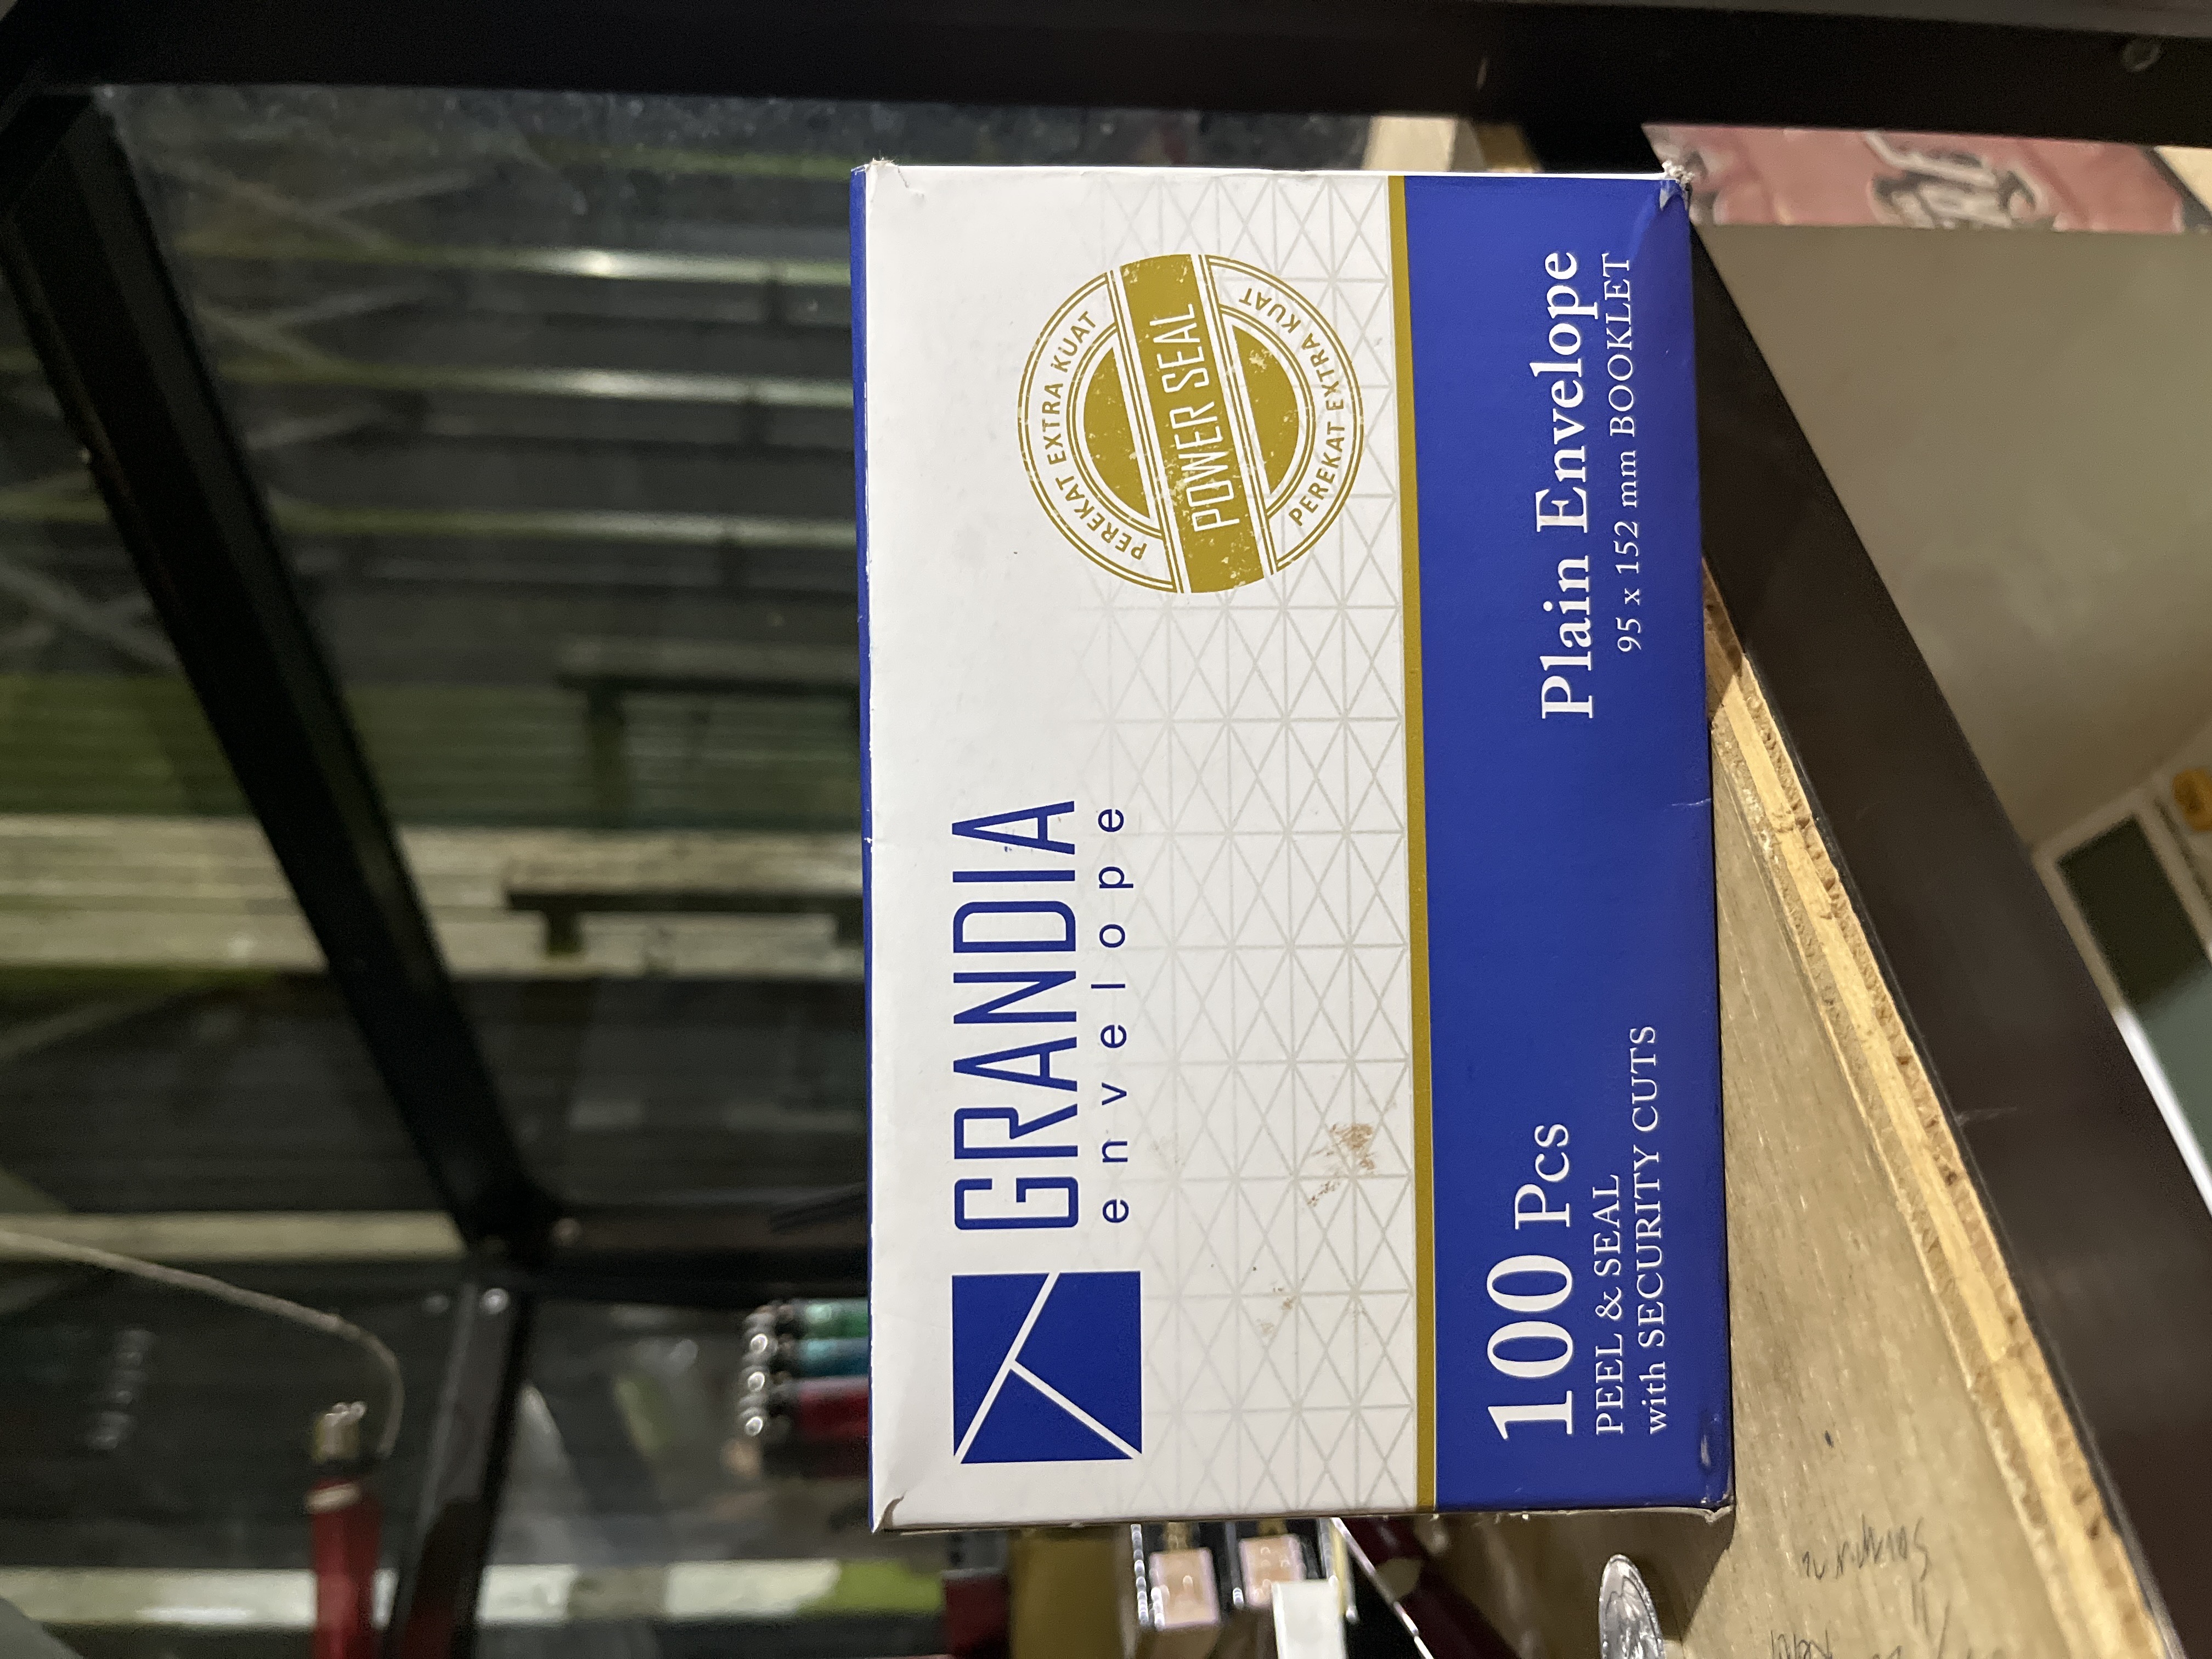 GRANDIA
envelope
PEREKAT EXTRA KUAT
POWER SEAL
PEREKAT EXTRA KUAT
100 Pcs
PEEL & SEAL
with SECURITY CUTS
Plain Envelope
95 x 152 mm BOOKLET